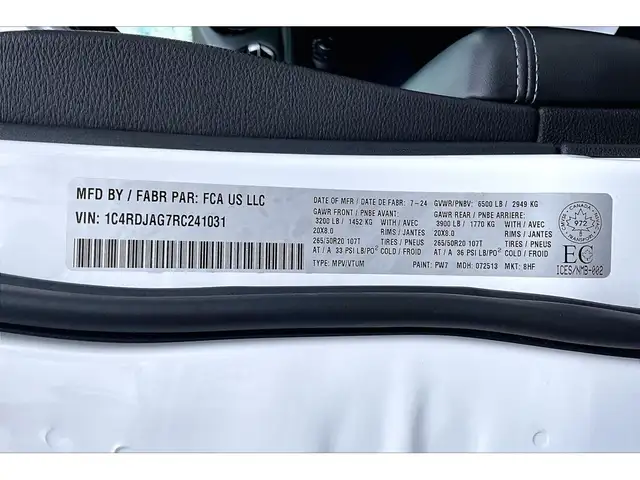 MFD BY / FABR PAR: FCA US LLC
VIN: 1C4RDJAG7RC241031
DATE OF MFR / DATE DE FABR: 7-24 GVWR/PNBV: 6500 LB / 2949 KG
GAWR FRONT / PNBE AVANT: GAWR REAR / PNBE ARRIERE:
3200 LB / 1452 KG WITH / AVEC 3900 LB / 1770 KG WITH / AVEC
20X8.0 RIMS / JANTES 20X8.0 RIMS / JANTES
265/50R20 107T TIRES / PNEUS 265/50R20 107T TIRES / PNEUS
AT / A 33 PSI LB/PO² COLD / FROID AT / A 36 PSI LB/PO² COLD / FROID
TYPE: MPV/VTUM PAINT: PW7 MDH: 072513 MKT: BHF
CANADA
TRANSPORT
972
EC
ICES/NMB-002